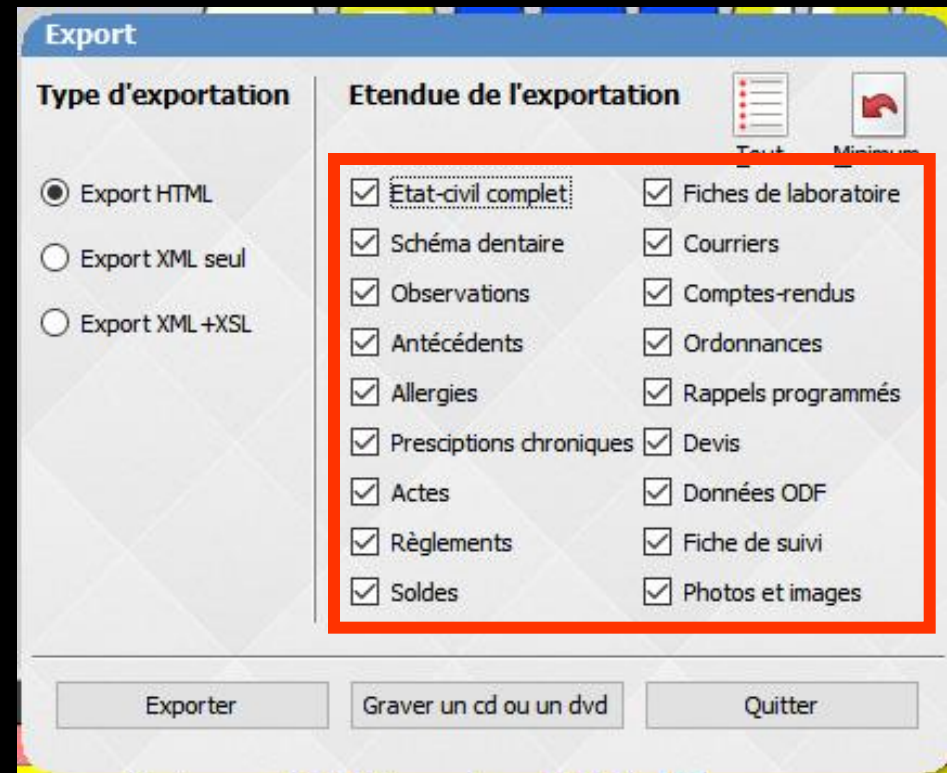 Export
Type d'exportation
Etendue de l'exportation
Tout
Minimum
Export HTML
Export XML seul
Export XML+XSL
Etat-civil complet
Schéma dentaire
Observations
Antécédents
Allergies
Presciptions chroniques
Actes
Règlements
Soldes
Fiches de laboratoire
Courriers
Comptes-rendus
Ordonnances
Rappels programmés
Devis
Données ODF
Fiche de suivi
Photos et images
Exporter
Graver un cd ou un dvd
Quitter